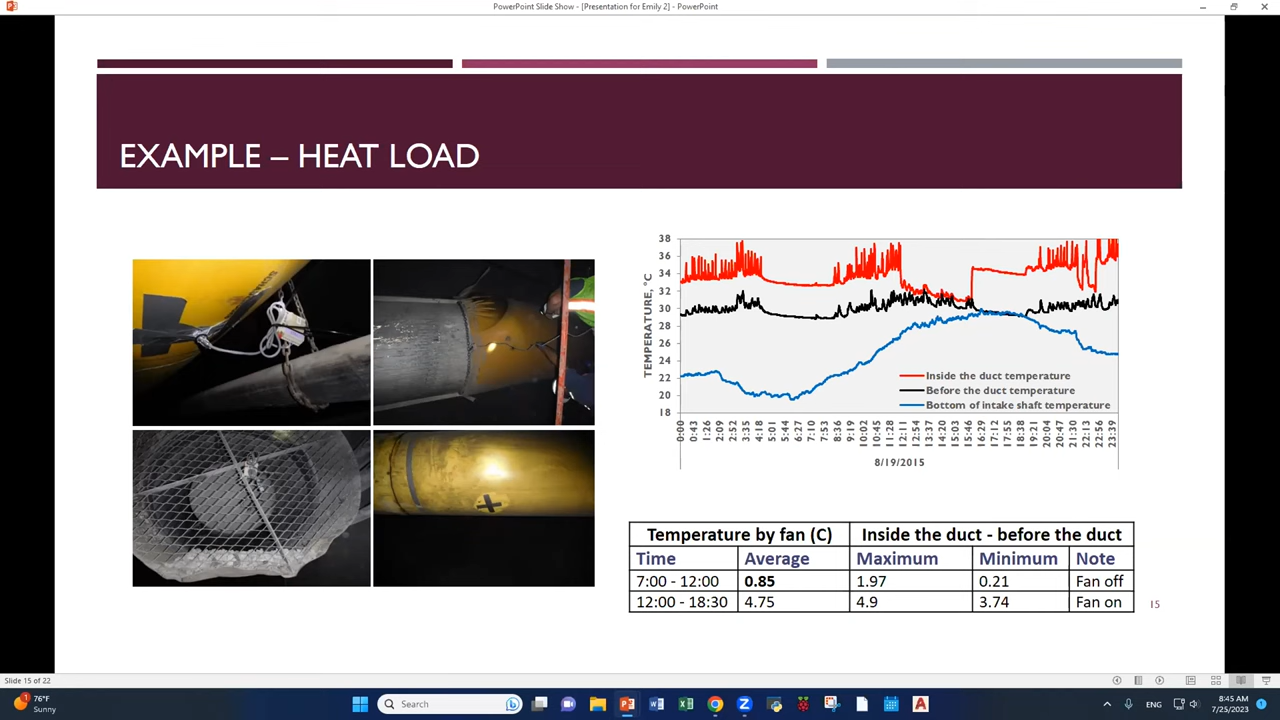 PowerPoint Slide Show - [Presentation for Emily 2] - PowerPoint
EXAMPLE – HEAT LOAD
TEMPERATURE, °C
38
36
34
32
30
28
26
24
22
20
18
Inside the duct temperature
Before the duct temperature
Bottom of intake shaft temperature
0:00 0:43 1:26 2:09 2:52 3:35 4:18 5:01 5:44 6:27 7:10 7:53 8:36 9:19 10:02 10:45 11:28 12:11 12:54 13:37 14:20 15:03 15:46 16:29 17:12 17:55 18:38 19:21 20:04 20:47 21:30 22:13 22:56 23:39
8/19/2015
Temperature by fan (C) Inside the duct - before the duct
Time Average Maximum Minimum Note
7:00 - 12:00 0.85 1.97 0.21 Fan off
12:00 - 18:30 4.75 4.9 3.74 Fan on
15
Slide 15 of 22
1
76°F
Sunny
Search
ENG
8:45 AM
7/25/2023